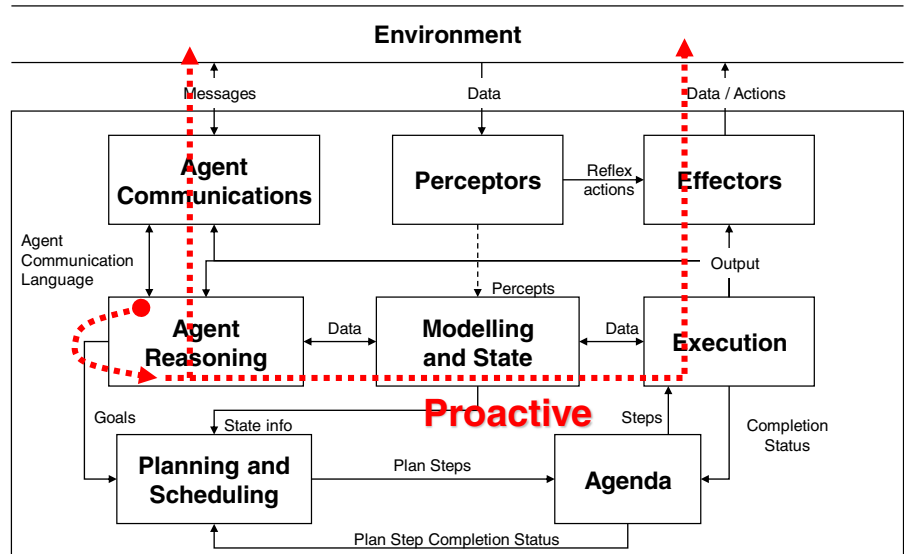 Environment
Messages
Data
Data / Actions
Agent
Communications
Perceptors
Reflex
actions
Effectors
Agent
Communication
Language
Output
Percepts
Agent
Reasoning
Data
Modelling
and State
Data
Execution
Proactive
Goals
State info
Steps
Completion
Status
Planning and
Scheduling
Plan Steps
Agenda
Plan Step Completion Status